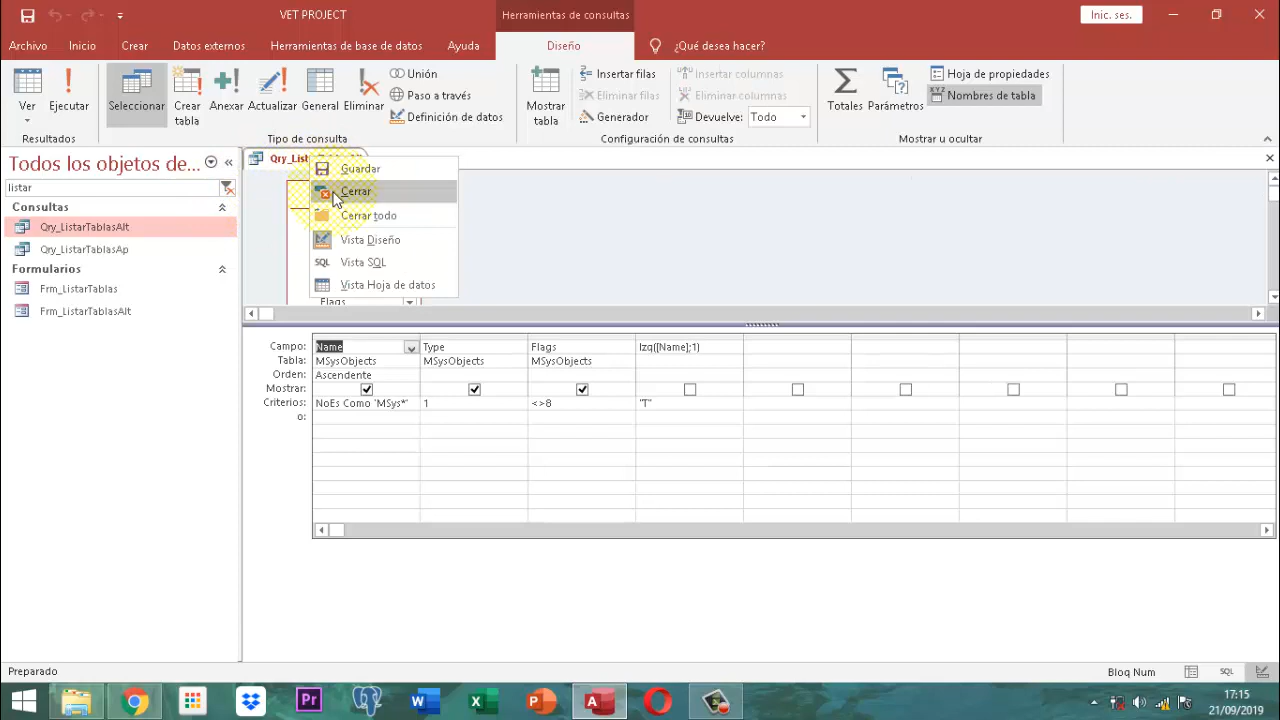 VET PROJECT
Herramientas de consultas
Inic. ses.
Archivo
Inicio
Crear
Datos externos
Herramientas de base de datos
Ayuda
Diseño
¿Qué desea hacer?
Ver
Ejecutar
Seleccionar
Crear tabla
Anexar
Actualizar
General
Eliminar
Unión
Paso a través
Definición de datos
Mostrar tabla
Insertar filas
Eliminar filas
Generador
Insertar columnas
Eliminar columnas
Devuelve: Todo
Totales
Parámetros
Hoja de propiedades
Nombres de tabla
Resultados
Tipo de consulta
Configuración de consultas
Mostrar u ocultar
Todos los objetos de...
listar
Consultas
Qry_ListarTablasAlt
Qry_ListarTablasAp
Formularios
Frm_ListarTablas
Frm_ListarTablasAlt
Guardar
Cerrar
Cerrar todo
Vista Diseño
SQL Vista SQL
Vista Hoja de datos
Flags
Campo: Name Type Flags Izq([Name];1)
Tabla: MSysObjects MSysObjects MSysObjects
Orden: Ascendente
Mostrar:
Criterios: NoEs Como 'MSys*' 1 <>8 "T"
o:
Preparado
Bloq Num
SQL
17:15
21/09/2019